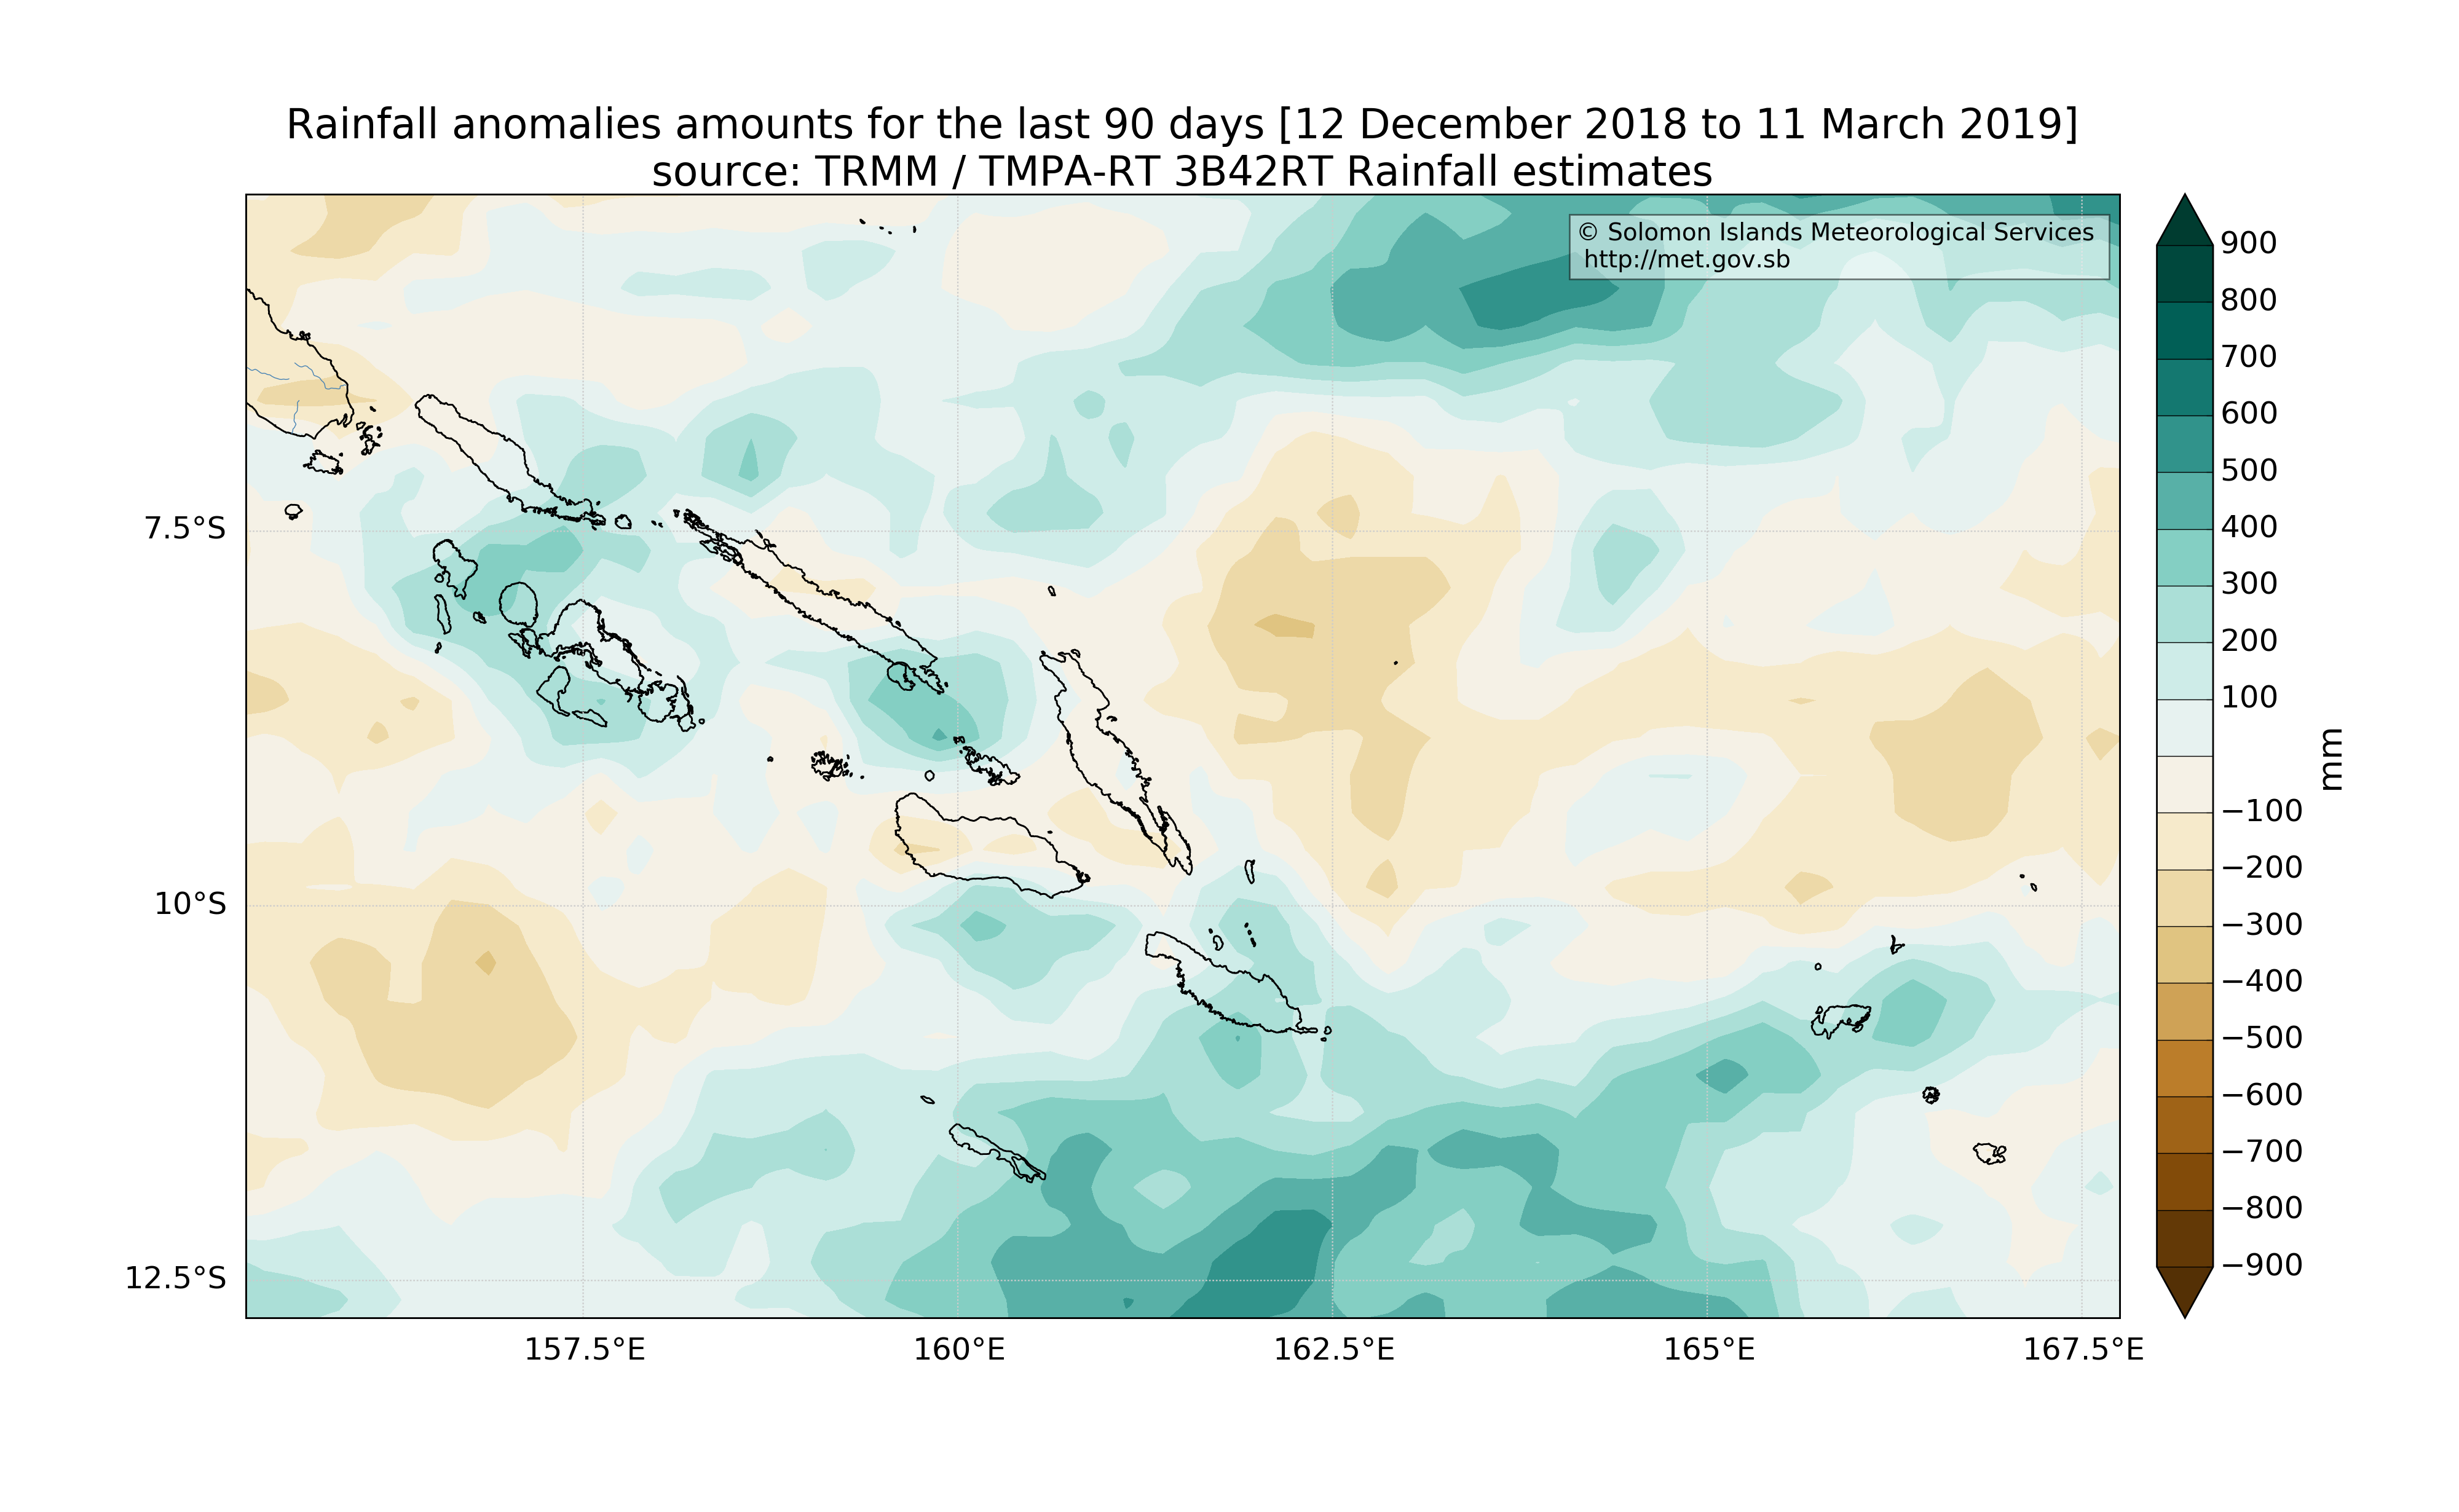 Rainfall anomalies amounts for the last 90 days [12 December 2018 to 11 March 2019]
source: TRMM / TMPA-RT 3B42RT Rainfall estimates
© Solomon Islands Meteorological Services
http://met.gov.sb
7.5°S
10°S
12.5°S
157.5°E
160°E
162.5°E
165°E
167.5°E
900
800
700
600
500
400
300
200
100
−100
−200
−300
−400
−500
−600
−700
−800
−900
mm